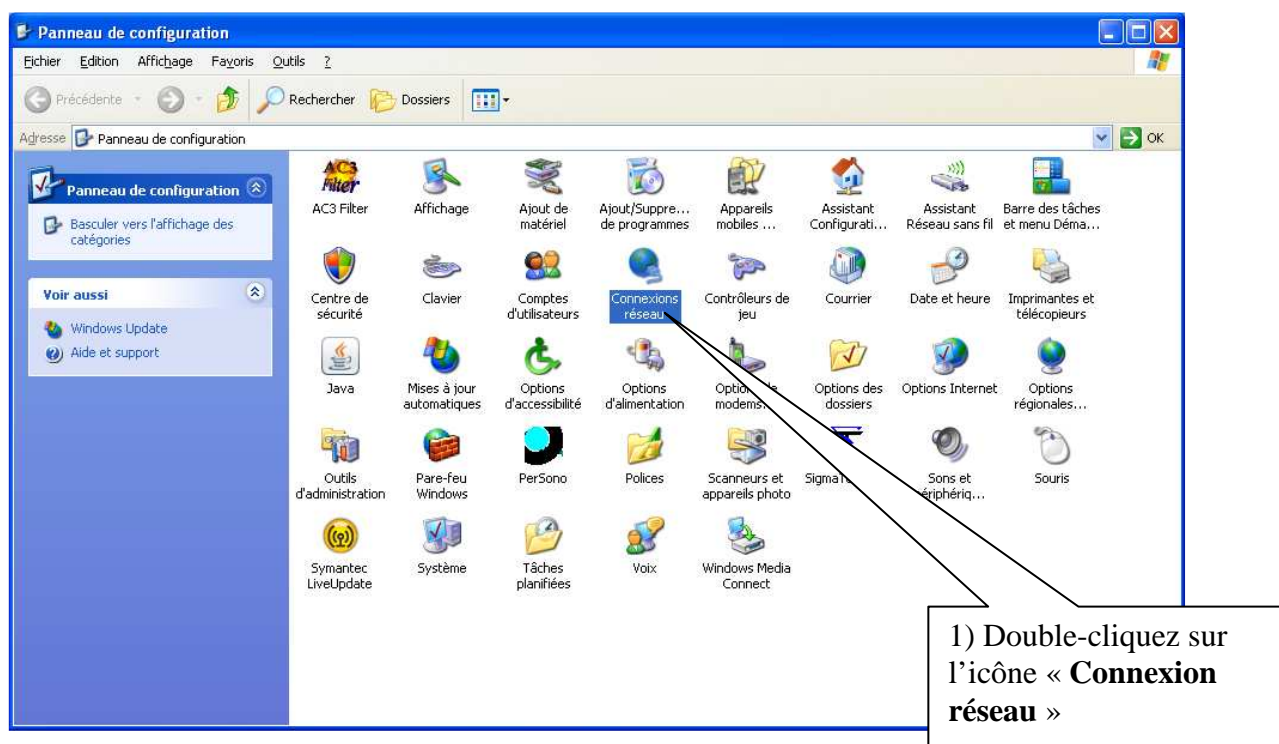 Panneau de configuration
Fichier Edition Affichage Favoris Outils ?
Précédente Rechercher Dossiers
Adresse Panneau de configuration OK
Panneau de configuration
Basculer vers l'affichage des
catégories
Voir aussi
Windows Update
Aide et support
AC3 Filter
AC3 Filter
Affichage
Ajout de
matériel
Ajout/Suppre...
de programmes
Appareils
mobiles ...
Assistant
Configurati...
Assistant
Réseau sans fil
Barre des tâches
et menu Déma...
Centre de
sécurité
Clavier
Comptes
d'utilisateurs
Connexions
réseau
Contrôleurs de
jeu
Courrier
Date et heure
Imprimantes et
télécopieurs
Java
Mises à jour
automatiques
Options
d'accessibilité
Options
d'alimentation
modems...
Options des
dossiers
Options Internet
Options
régionales...
Outils
d'administration
Pare-feu
Windows
PerSono
Polices
Scanneurs et
appareils photo
Sons et
Souris
Symantec
LiveUpdate
Système
Tâches
planifiées
Voix
Windows Media
Connect
1) Double-cliquez sur
l'icône « Connexion
réseau »